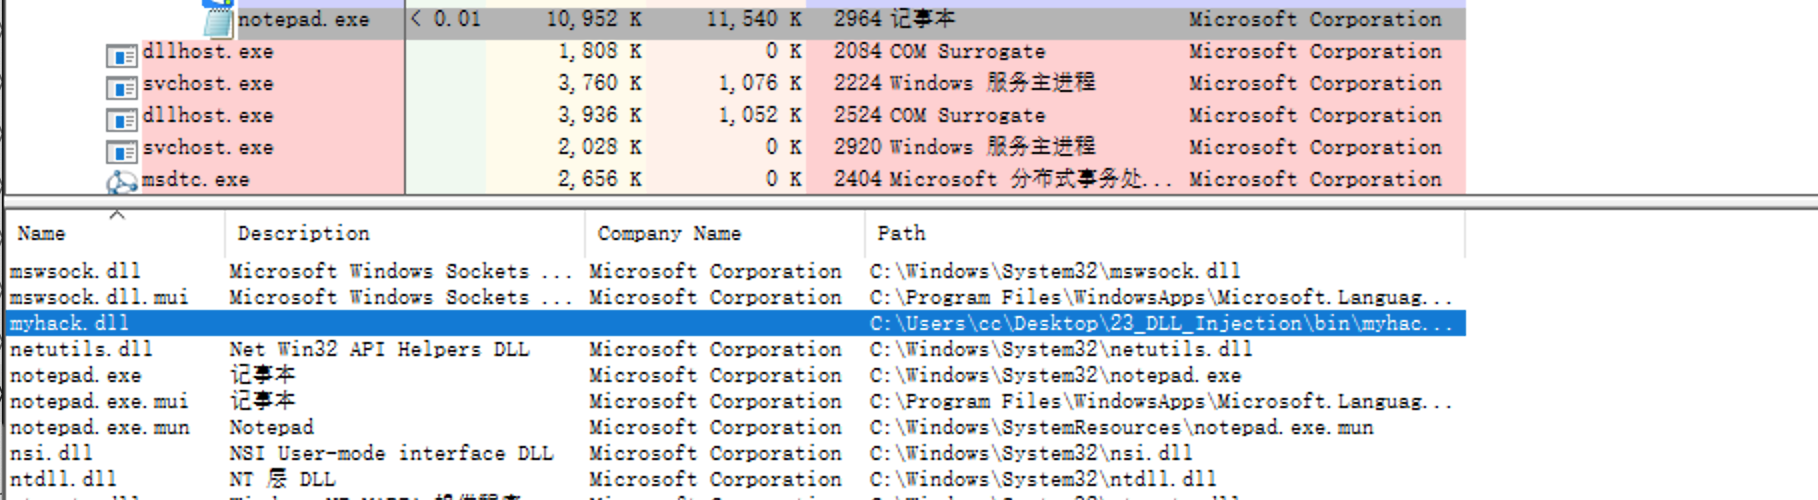 notepad.exe < 0.01 10,952 K 11,540 K 2964 记事本 Microsoft Corporation
dllhost.exe 1,808 K 0 K 2084 COM Surrogate Microsoft Corporation
svchost.exe 3,760 K 1,076 K 2224 Windows 服务主进程 Microsoft Corporation
dllhost.exe 3,936 K 1,052 K 2524 COM Surrogate Microsoft Corporation
svchost.exe 2,028 K 0 K 2920 Windows 服务主进程 Microsoft Corporation
msdtc.exe 2,656 K 0 K 2404 Microsoft 分布式事务处... Microsoft Corporation
Name Description Company Name Path
mswsock.dll Microsoft Windows Sockets ... Microsoft Corporation C:\Windows\System32\mswsock.dll
mswsock.dll.mui Microsoft Windows Sockets ... Microsoft Corporation C:\Program Files\WindowsApps\Microsoft.Languag...
myhack.dll C:\Users\cc\Desktop\23_DLL_Injection\bin\myhac...
netutils.dll Net Win32 API Helpers DLL Microsoft Corporation C:\Windows\System32\netutils.dll
notepad.exe 记事本 Microsoft Corporation C:\Windows\System32\notepad.exe
notepad.exe.mui 记事本 Microsoft Corporation C:\Program Files\WindowsApps\Microsoft.Languag...
notepad.exe.mun Notepad Microsoft Corporation C:\Windows\SystemResources\notepad.exe.mun
nsi.dll NSI User-mode interface DLL Microsoft Corporation C:\Windows\System32\nsi.dll
ntdll.dll NT 层 DLL Microsoft Corporation C:\Windows\System32\ntdll.dll